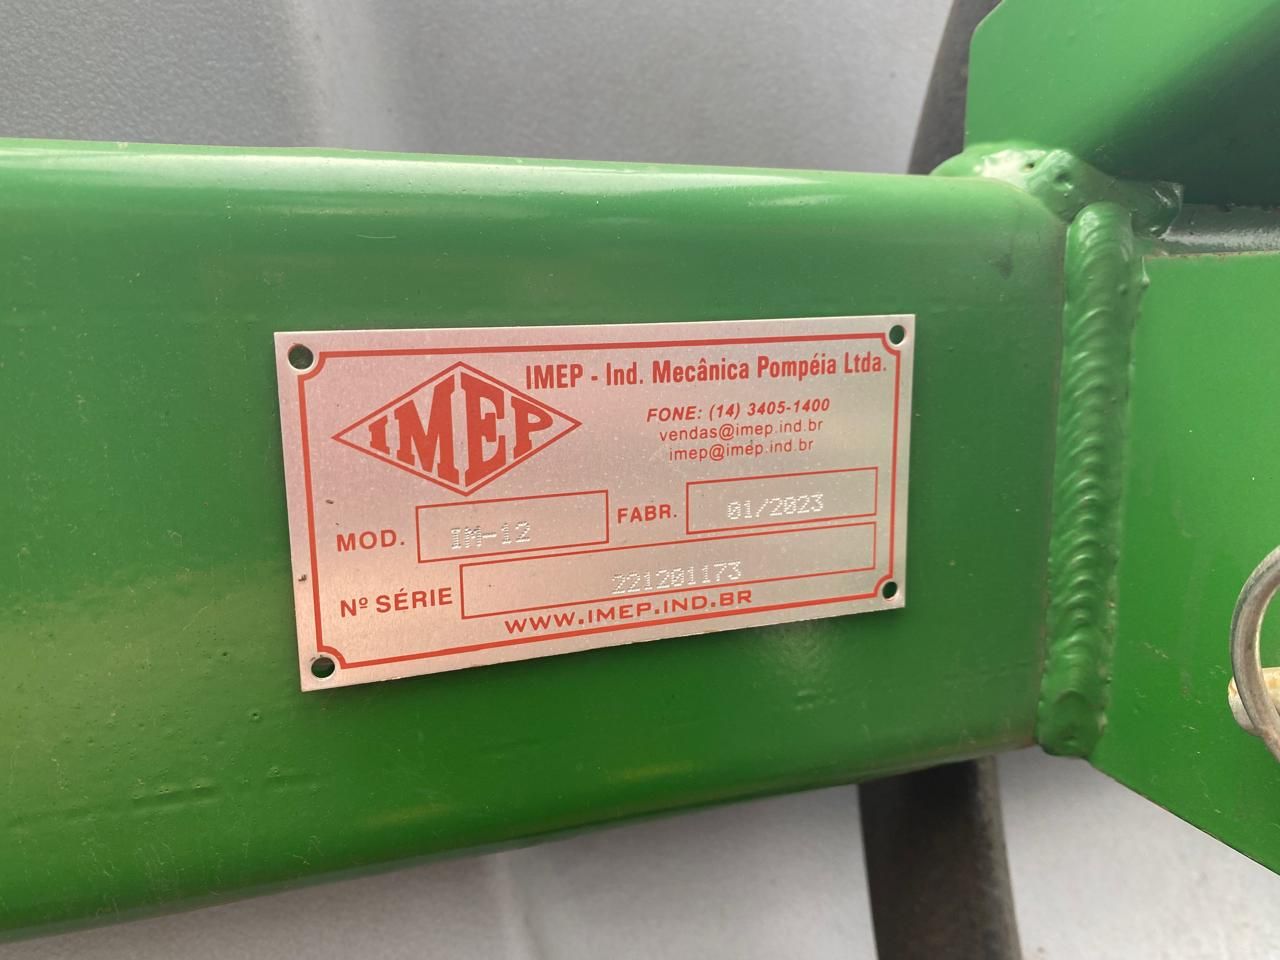 IMEP
IMEP - Ind. Mecânica Pompéia Ltda.
FONE: (14) 3405-1400
vendas@imep.ind.br
imep@imep.ind.br
MOD. IM-12 FABR. 01/2023
Nº SÉRIE 221201173
WWW.IMEP.IND.BR